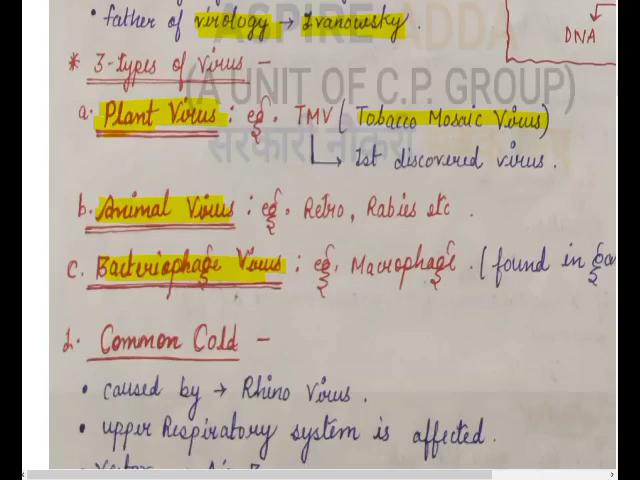 • father of virology → Ivanowsky.
DNA
* 3-types of Virus -
a. Plant Virus : eg. TMV ( Tobacco Mosaic Virus)
→ 1st discovered virus.
b. Animal Virus : eg. Retro, Rabies etc.
c. Bacteriophage Virus : eg. Macrophage. ( found in
1. Common Cold -
• caused by → Rhino Virus.
• upper Respiratory system is affected.
ASPIRE ADDA
(A UNIT OF C.P. GROUP)
सरकारी नौकरी